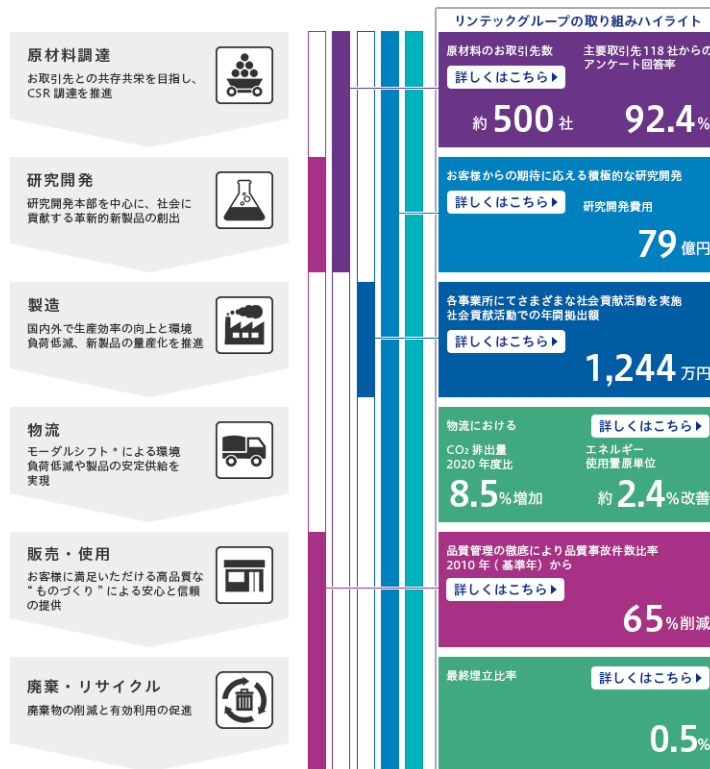 リンテックグループの取り組みハイライト
原材料調達
お取引先との共存共栄を目指し、
CSR 調達を推進
原材料のお取引先数
詳しくはこちら
約 500 社
主要取引先118 社からの
アンケート回答率
92.4%
研究開発
研究開発本部を中心に、社会に
貢献する革新的新製品の創出
お客様からの期待に応える積極的な研究開発
詳しくはこちら
研究開発費用
79 億円
製造
国内外で生産効率の向上と環境
負荷低減、新製品の量産化を推進
各事業所にてさまざまな社会貢献活動を実施
社会貢献活動での年間拠出額
詳しくはこちら
1,244 万円
物流
モーダルシフト * による環境
負荷低減や製品の安定供給を
実現
物流における
詳しくはこちら
CO₂ 排出量
2020 年度比
8.5%増加
エネルギー
使用量原単位
約 2.4%改善
販売・使用
お客様に満足いただける高品質な
“ ものづくり ” による安心と信頼
の提供
品質管理の徹底により品質事故件数比率
2010 年 ( 基準年） から
詳しくはこちら
65%削減
廃棄・リサイクル
廃棄物の削減と有効利用の促進
最終埋立比率
詳しくはこちら
0.5%